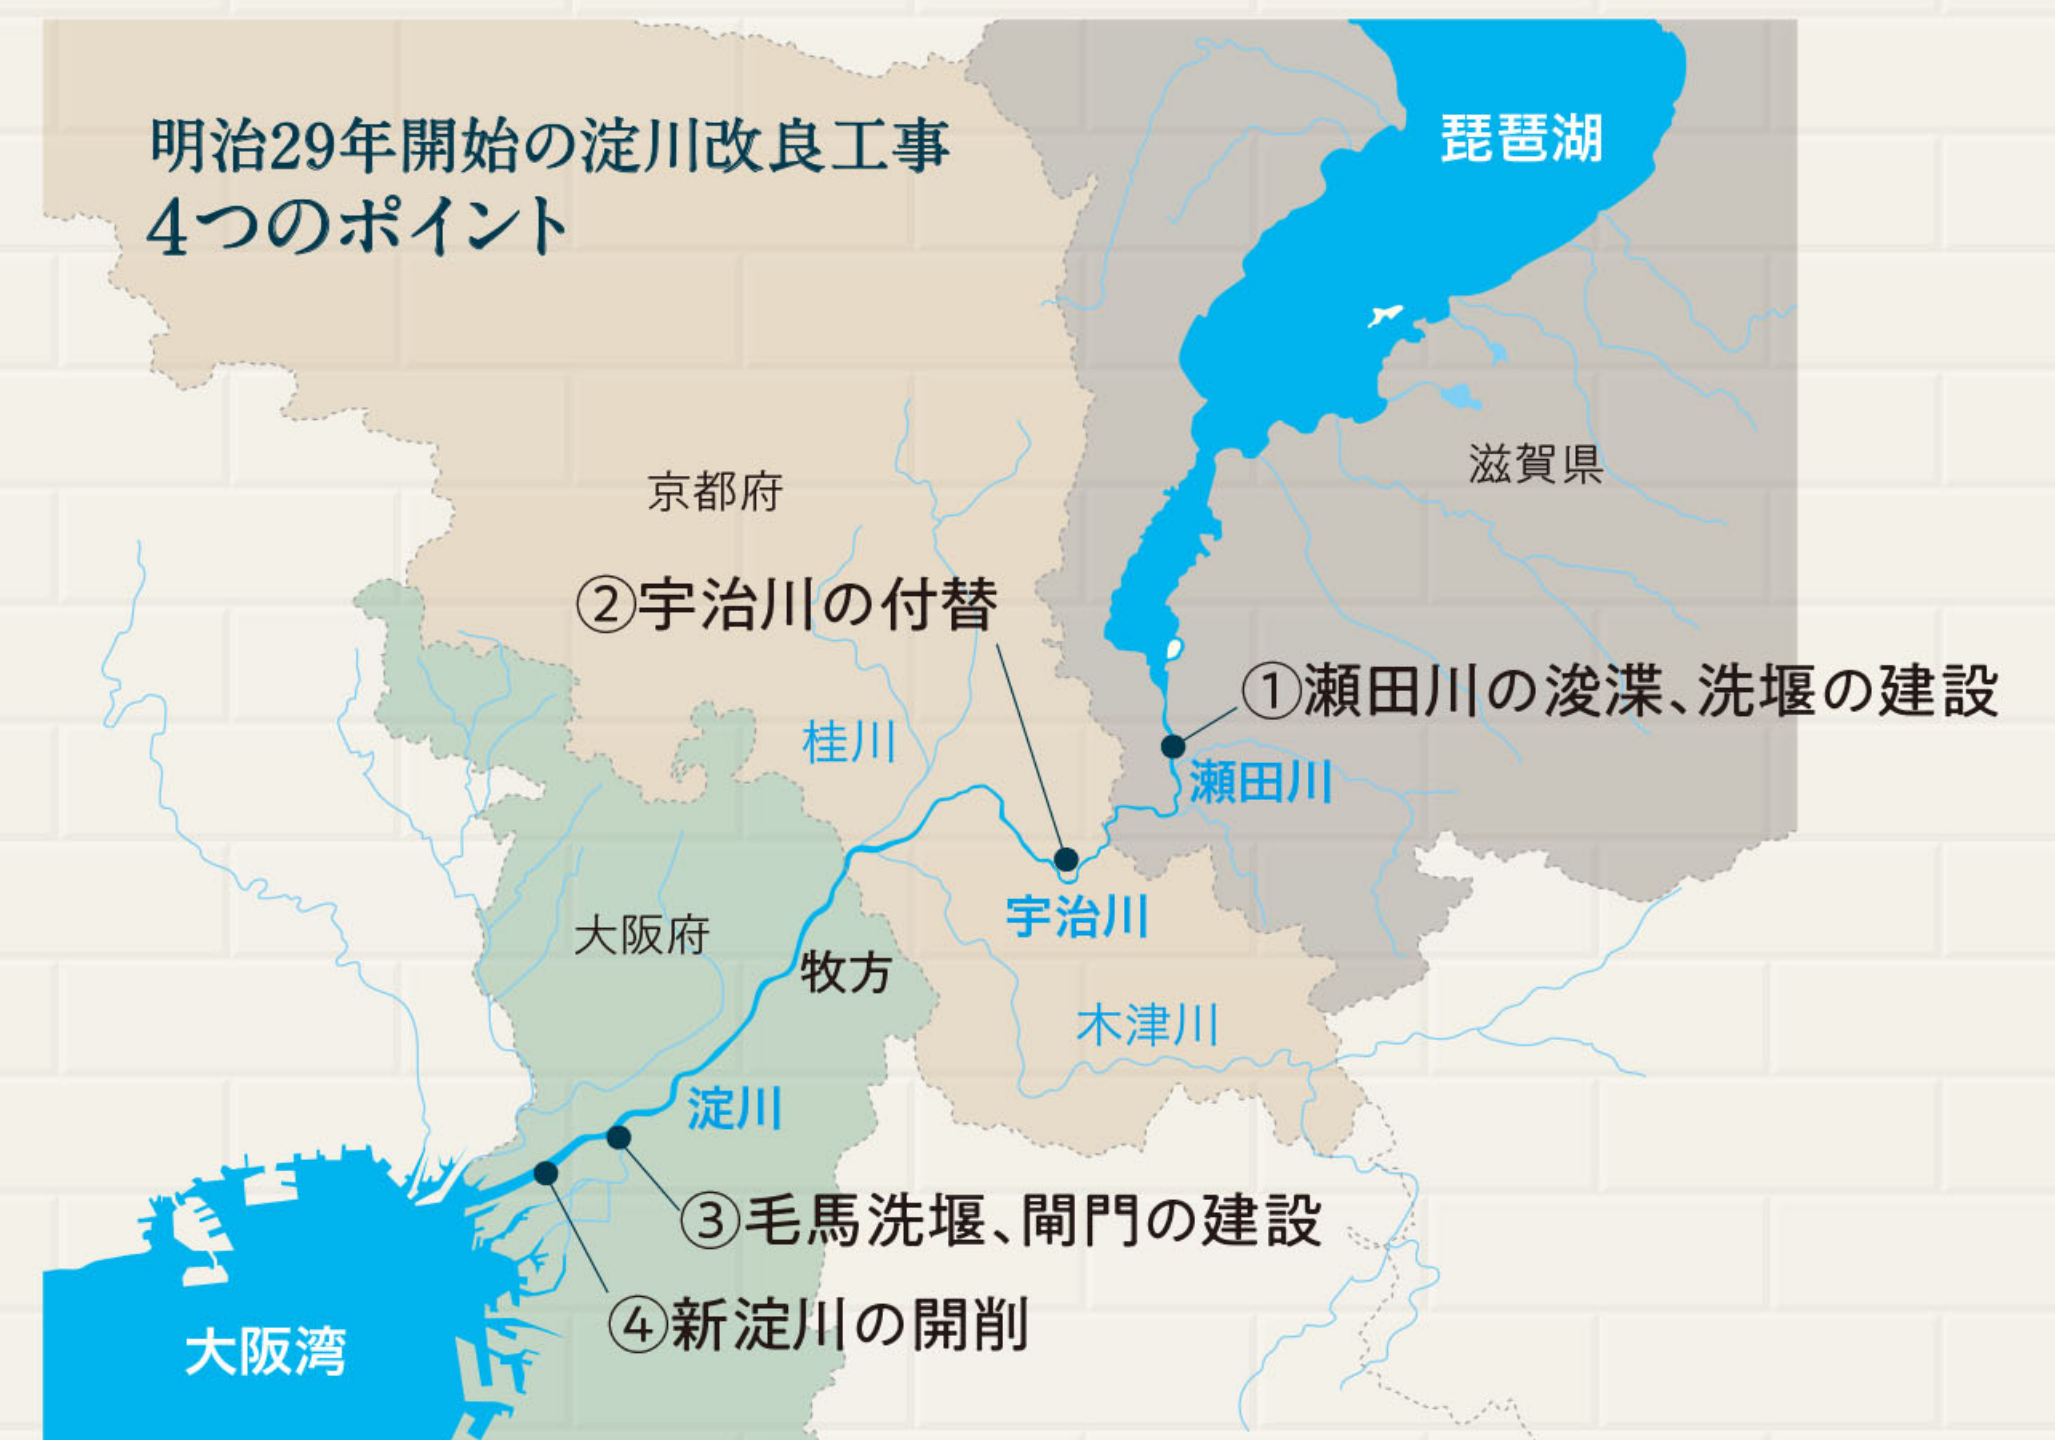 明治29年開始の淀川改良工事
4つのポイント
琵琶湖
滋賀県
京都府
②宇治川の付替
①瀬田川の浚渫、洗堰の建設
桂川
瀬田川
宇治川
大阪府
牧方
木津川
淀川
③毛馬洗堰、閘門の建設
④新淀川の開削
大阪湾